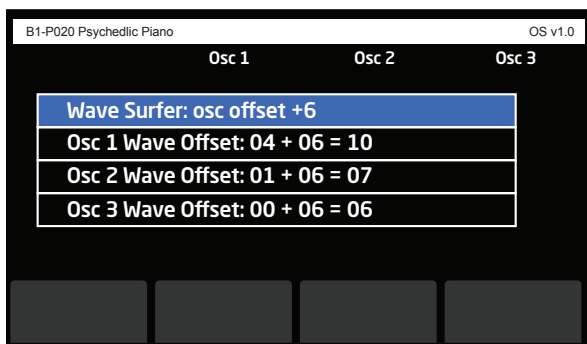 B1-P020 Psychedlic Piano OS v1.0
Osc 1 Osc 2 Osc 3
Wave Surfer: osc offset +6
Osc 1 Wave Offset: 04 + 06 = 10
Osc 2 Wave Offset: 01 + 06 = 07
Osc 3 Wave Offset: 00 + 06 = 06